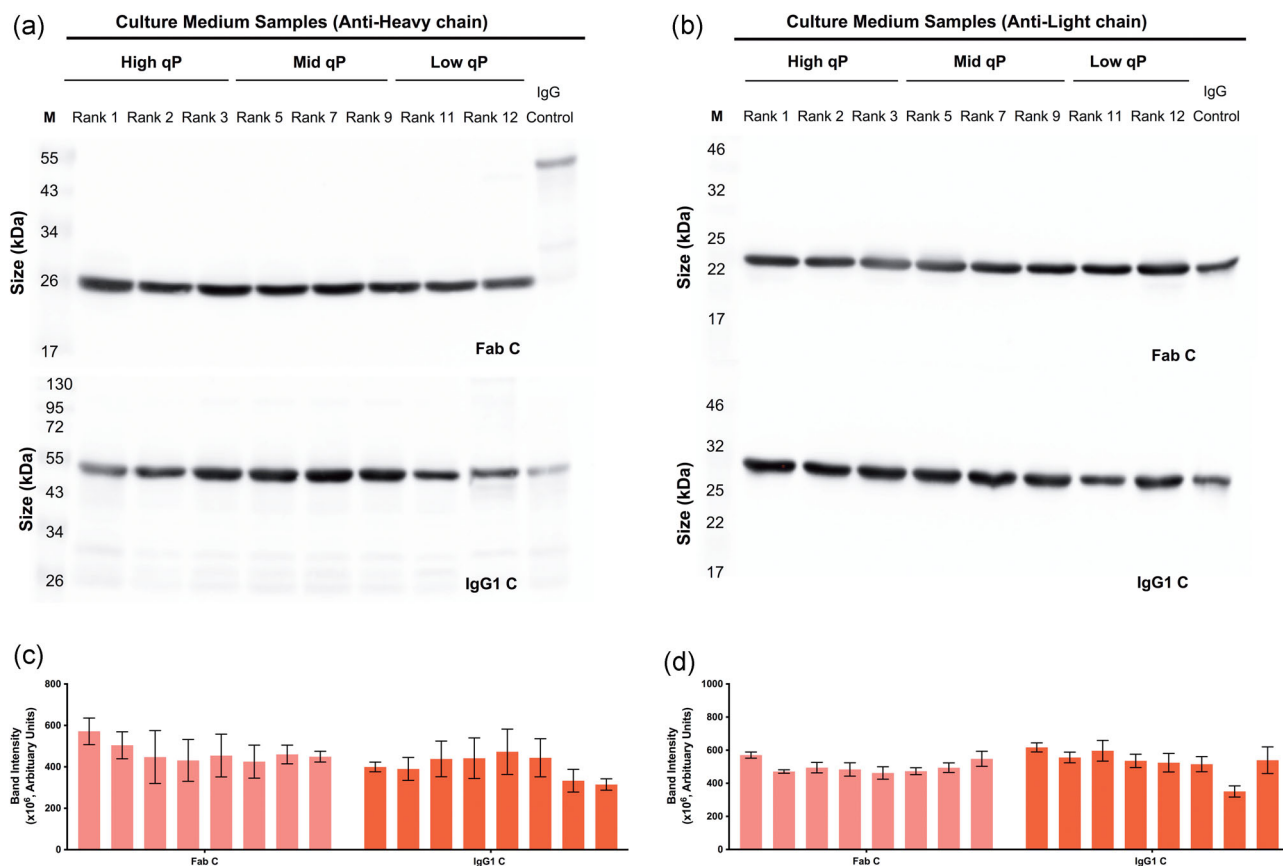 (a)
Culture Medium Samples (Anti-Heavy chain)
High qP Mid qP Low qP
IgG
M Rank 1 Rank 2 Rank 3 Rank 5 Rank 7 Rank 9 Rank 11 Rank 12 Control
55
43
34
26
17
Size (kDa)
Fab C
130
95
72
55
43
34
26
Size (kDa)
IgG1 C
(b)
Culture Medium Samples (Anti-Light chain)
High qP Mid qP Low qP
IgG
M Rank 1 Rank 2 Rank 3 Rank 5 Rank 7 Rank 9 Rank 11 Rank 12 Control
46
32
25
22
17
Size (kDa)
Fab C
46
32
25
22
17
Size (kDa)
IgG1 C
(c)
Band Intensity
(x10⁶, Arbituary Units)
800
600
400
200
0
Fab C IgG1 C
(d)
Band Intensity
(x10⁶, Arbituary Units)
1000
800
600
400
200
0
Fab C IgG1 C